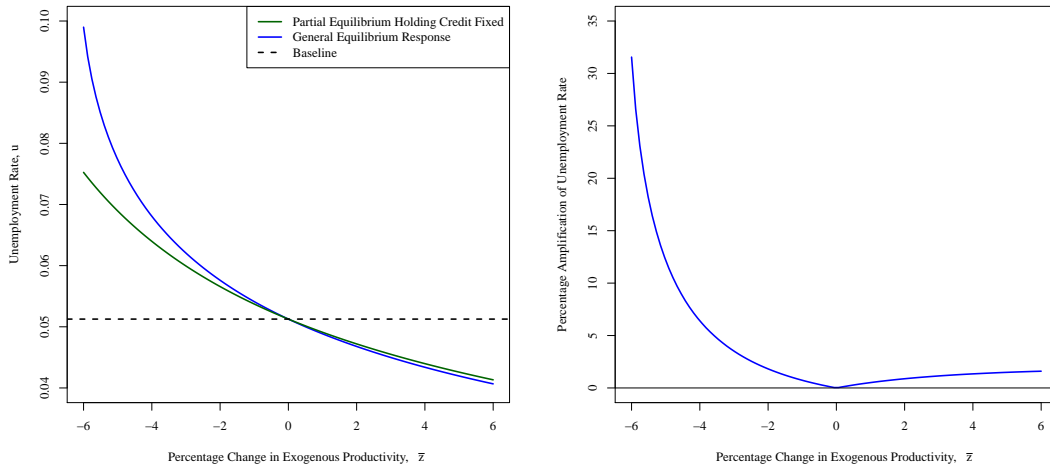 Partial Equilibrium Holding Credit Fixed
General Equilibrium Response
Baseline
Unemployment Rate, u
0.04 0.05 0.06 0.07 0.08 0.09 0.10
−6 −4 −2 0 2 4 6
Percentage Change in Exogenous Productivity, z̅
Percentage Amplification of Unemployment Rate
0 5 10 15 20 25 30 35
−6 −4 −2 0 2 4 6
Percentage Change in Exogenous Productivity, z̅